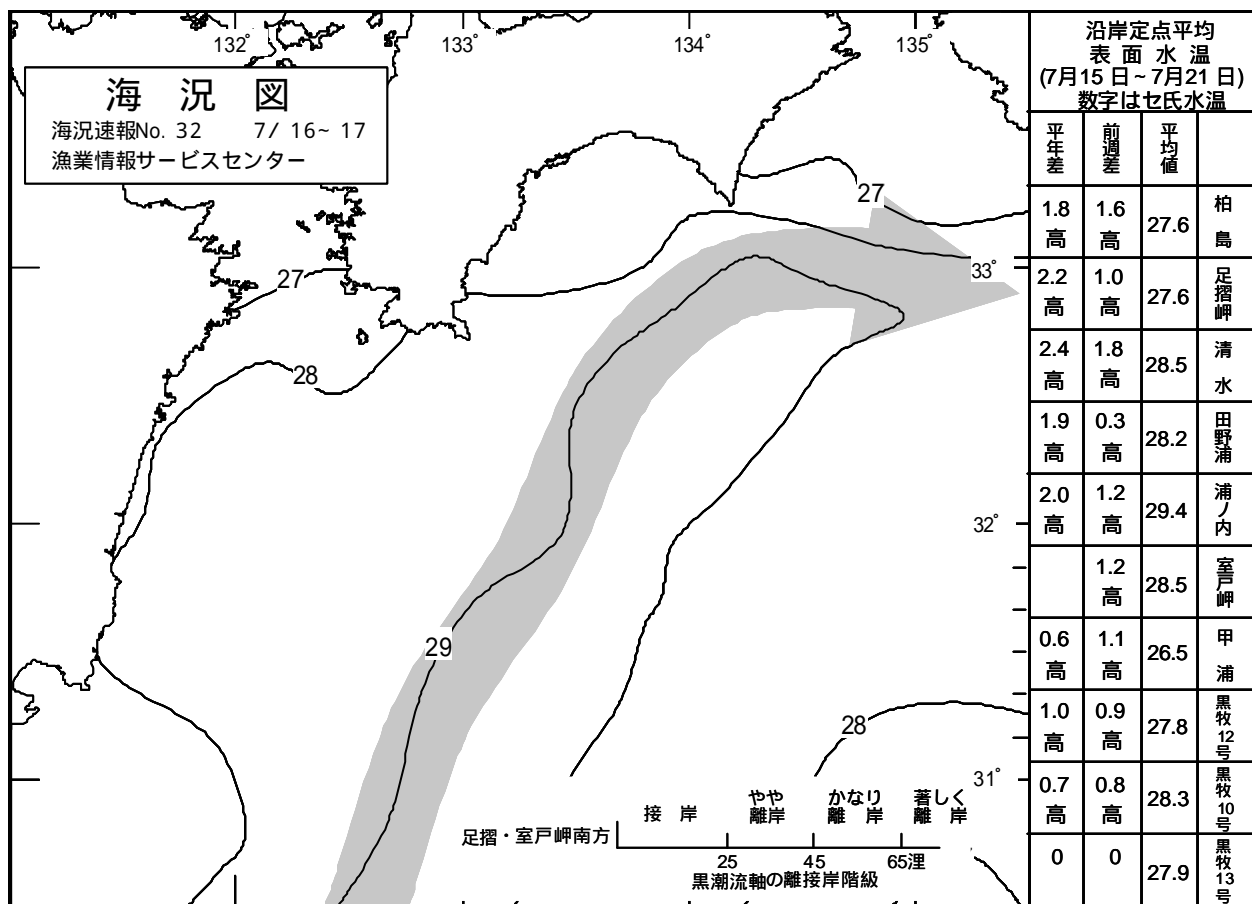 132°
133°
134°
135°
海 況 図
海況速報No. 32 7/ 16~ 17
漁業情報サービスセンター
27
27
33°
28
32°
29
28
31°
接 岸
やや
離岸
かなり
離 岸
著しく
離 岸
足摺・室戸岬南方
25 45 65浬
黒潮流軸の離接岸階級
沿岸定点平均
表 面 水 温
(7月15 日~7月21 日)
数字はセ氏水温
平年差 前週差 平均値
1.8高 1.6高 27.6 柏島
2.2高 1.0高 27.6 足摺岬
2.4高 1.8高 28.5 清水
1.9高 0.3高 28.2 田野浦
2.0高 1.2高 29.4 浦ノ内
1.2高 28.5 室戸岬
0.6高 1.1高 26.5 甲浦
1.0高 0.9高 27.8 黒牧12号
0.7高 0.8高 28.3 黒牧10号
0 0 27.9 黒牧13号